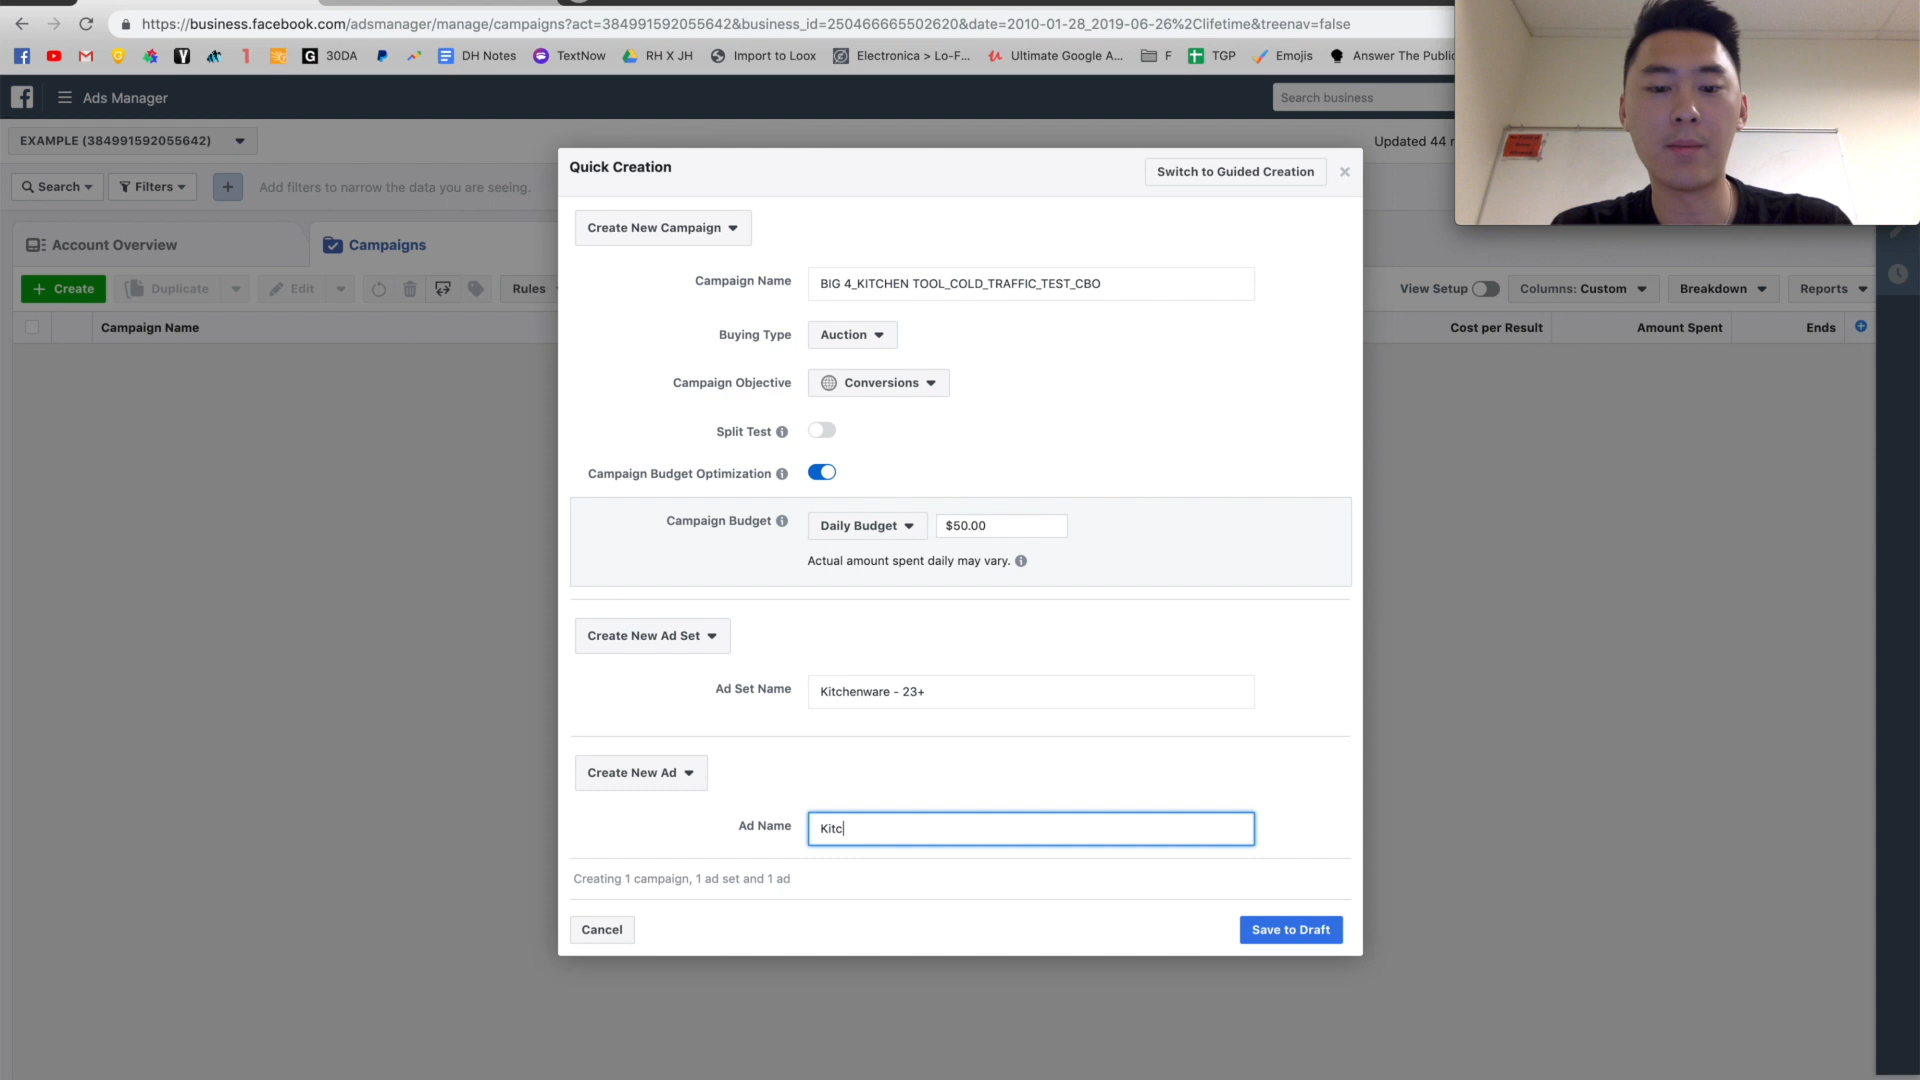 https://business.facebook.com/adsmanager/manage/campaigns?act=384991592055642&business_id=250466665502620&date=2010-01-28_2019-06-26%2Clifetime&treenav=false
30DA
DH Notes
TextNow
RH X JH
Import to Loox
Electronica > Lo-F...
Ultimate Google A...
F
TGP
Emojis
Answer The Public
Ads Manager
Search business
EXAMPLE (384991592055642)
Updated 44
Search
Filters
Add filters to narrow the data you are seeing.
Account Overview
Campaigns
+ Create
Duplicate
Edit
Rules
View Setup
Columns: Custom
Breakdown
Reports
Campaign Name
Cost per Result
Amount Spent
Ends
Quick Creation
Switch to Guided Creation
Create New Campaign
Campaign Name
BIG 4_KITCHEN TOOL_COLD_TRAFFIC_TEST_CBO
Buying Type
Auction
Campaign Objective
Conversions
Split Test
Campaign Budget Optimization
Campaign Budget
Daily Budget
$50.00
Actual amount spent daily may vary.
Create New Ad Set
Ad Set Name
Kitchenware - 23+
Create New Ad
Ad Name
Kitc
Creating 1 campaign, 1 ad set and 1 ad
Cancel
Save to Draft